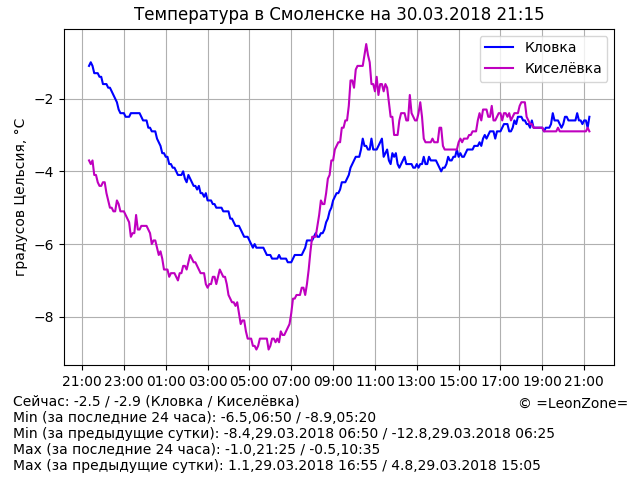 Температура в Смоленске на 30.03.2018 21:15
Кловка
Киселёвка
градусов Цельсия, °C
−2
−4
−6
−8
21:00 23:00 01:00 03:00 05:00 07:00 09:00 11:00 13:00 15:00 17:00 19:00 21:00
Сейчас: -2.5 / -2.9 (Кловка / Киселёвка)
© =LeonZone=
Min (за последние 24 часа): -6.5,06:50 / -8.9,05:20
Min (за предыдущие сутки): -8.4,29.03.2018 06:50 / -12.8,29.03.2018 06:25
Max (за последние 24 часа): -1.0,21:25 / -0.5,10:35
Max (за предыдущие сутки): 1.1,29.03.2018 16:55 / 4.8,29.03.2018 15:05